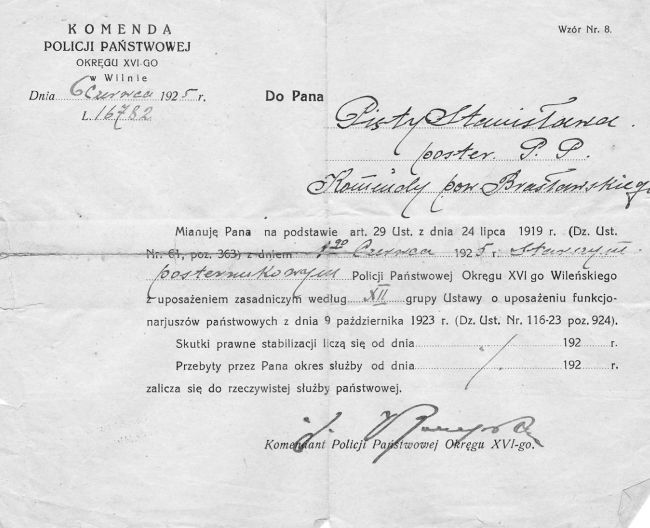 KOMENDA
POLICJI PAŃSTWOWEJ
OKRĘGU XVI-GO
w Wilnie
Dnia 6 Czerwca 1925 r.
L. 16782
Wzór Nr. 8.
Do Pana
Pięty Stanisława
poster. P. P.
Komendy pow. Brasławskiego
Mianuję Pana na podstawie art. 29 Ust. z dnia 24 lipca 1919 r. (Dz. Ust.
Nr. 61, poz. 363) z dniem 1go Czerwca 1925 r. Starszym
posterunkowym Policji Państwowej Okręgu XVI go Wileńskiego
z uposażeniem zasadniczym według XII grupy Ustawy o uposażeniu funkcjo-
narjuszów państwowych z dnia 9 października 1923 r. (Dz. Ust. Nr. 116-23 poz. 924).
Skutki prawne stabilizacji liczą się od dnia 192 r.
Przebyty przez Pana okres służby od dnia 192 r.
zalicza się do rzeczywistej służby państwowej.
Komendant Policji Państwowej Okręgu XVI-go.